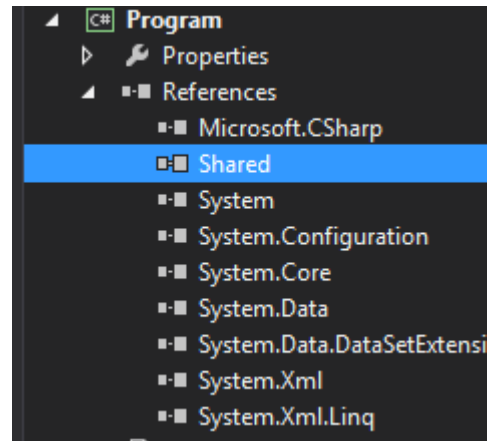 C# Program
Properties
References
Microsoft.CSharp
Shared
System
System.Configuration
System.Core
System.Data
System.Data.DataSetExtensi
System.Xml
System.Xml.Linq